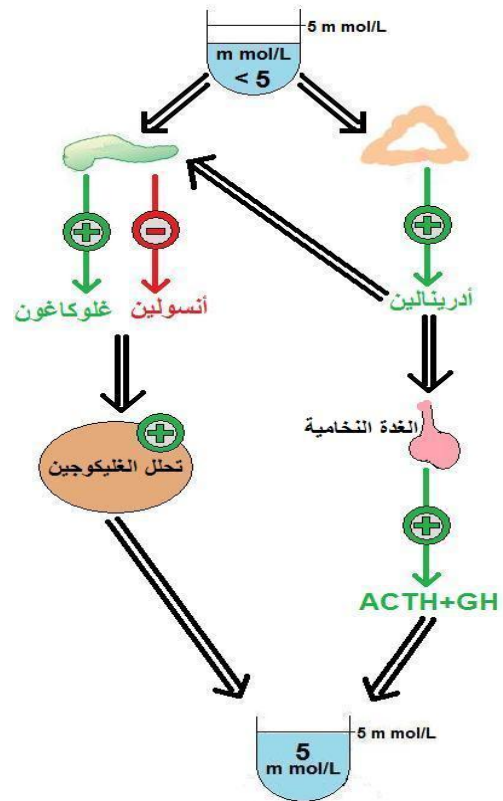 5 m mol/L
m mol/L
< 5
+
-
+
غلوكاغون
أنسولين
أدرينالين
+
تحلل الغليكوجين
الغدة النخامية
+
ACTH+GH
5 m mol/L
5
m mol/L